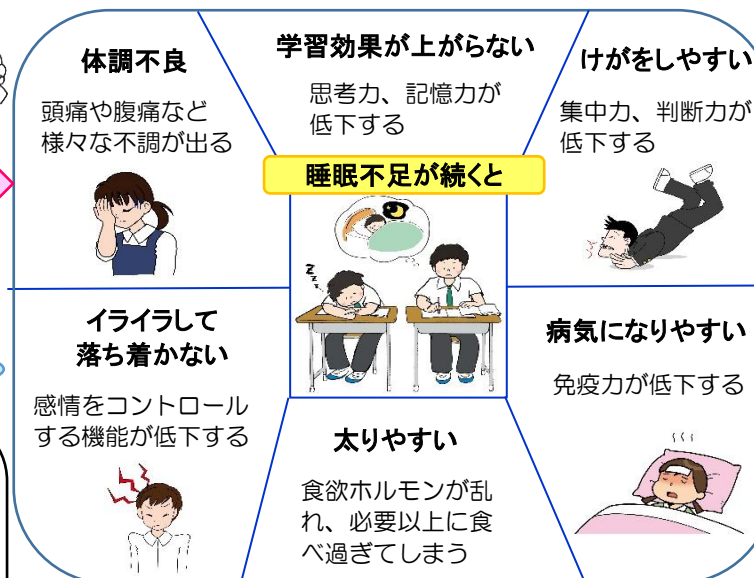 体調不良
頭痛や腹痛など
様々な不調が出る
学習効果が上がらない
思考力、記憶力が
低下する
けがをしやすい
集中力、判断力が
低下する
睡眠不足が続くと
zzzz
イライラして
落ち着かない
感情をコントロール
する機能が低下する
太りやすい
食欲ホルモンが乱
れ、必要以上に食
べ過ぎてしまう
病気になりやすい
免疫力が低下する